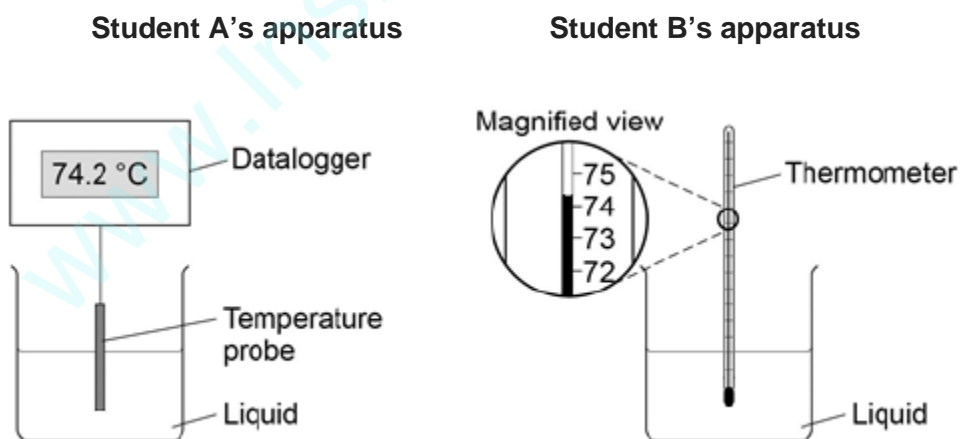 Student A's apparatus
Student B's apparatus
74.2 °C
Datalogger
Temperature
probe
Liquid
Magnified view
75
74
73
72
Thermometer
Liquid